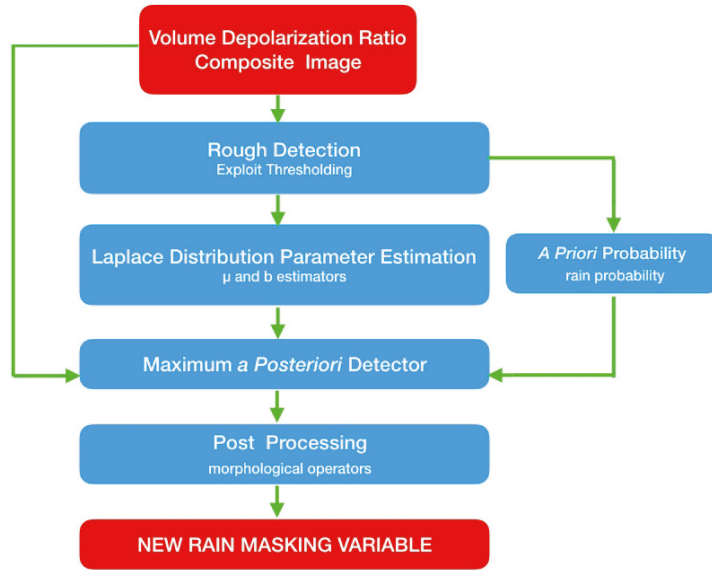 Volume Depolarization Ratio
Composite Image
Rough Detection
Exploit Thresholding
Laplace Distribution Parameter Estimation
μ and b estimators
A Priori Probability
rain probability
Maximum a Posteriori Detector
Post Processing
morphological operators
NEW RAIN MASKING VARIABLE